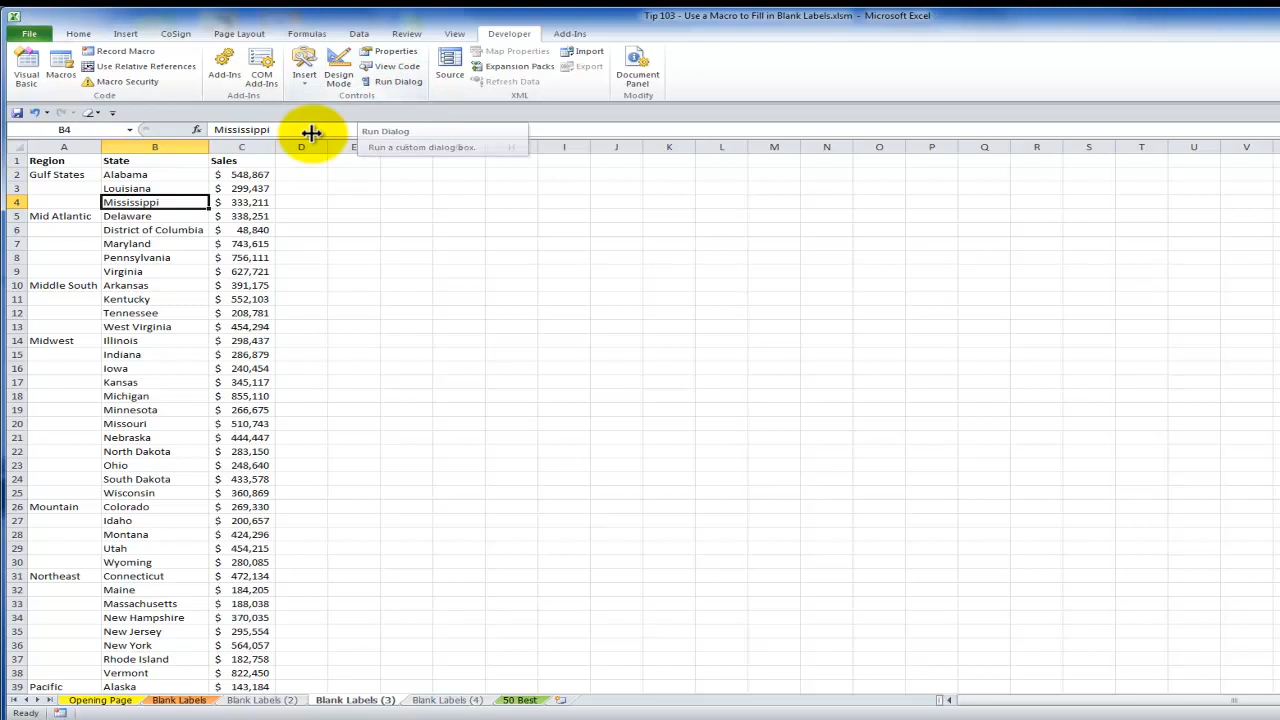 Tip 103 - Use a Macro to Fill in Blank Labels.xlsm - Microsoft Excel
File Home Insert CoSign Page Layout Formulas Data Review View Developer Add-Ins
Visual Basic
Macros
Record Macro
Use Relative References
Macro Security
Code
Add-Ins
COM Add-Ins
Add-Ins
Insert
Design Mode
Properties
View Code
Run Dialog
Controls
Source
Map Properties
Expansion Packs
Refresh Data
Import
Export
XML
Document Panel
Modify
B4 fx Mississippi
Run Dialog
Run a custom dialog box.
A B C D E H I J K L M N O P Q R S T U V
1 Region State Sales
2 Gulf States Alabama $ 548,867
3 Louisiana $ 299,437
4 Mississippi $ 333,211
5 Mid Atlantic Delaware $ 338,251
6 District of Columbia $ 48,840
7 Maryland $ 743,615
8 Pennsylvania $ 756,111
9 Virginia $ 627,721
10 Middle South Arkansas $ 391,175
11 Kentucky $ 552,103
12 Tennessee $ 208,781
13 West Virginia $ 454,294
14 Midwest Illinois $ 298,437
15 Indiana $ 286,879
16 Iowa $ 240,454
17 Kansas $ 345,117
18 Michigan $ 855,110
19 Minnesota $ 266,675
20 Missouri $ 510,743
21 Nebraska $ 444,447
22 North Dakota $ 283,150
23 Ohio $ 248,640
24 South Dakota $ 433,578
25 Wisconsin $ 360,869
26 Mountain Colorado $ 269,330
27 Idaho $ 200,657
28 Montana $ 424,296
29 Utah $ 454,215
30 Wyoming $ 280,085
31 Northeast Connecticut $ 472,134
32 Maine $ 184,205
33 Massachusetts $ 188,038
34 New Hampshire $ 370,035
35 New Jersey $ 295,554
36 New York $ 564,057
37 Rhode Island $ 182,758
38 Vermont $ 822,450
39 Pacific Alaska $ 143,184
Opening Page Blank Labels Blank Labels (2) Blank Labels (3) Blank Labels (4) 50 Best
Ready